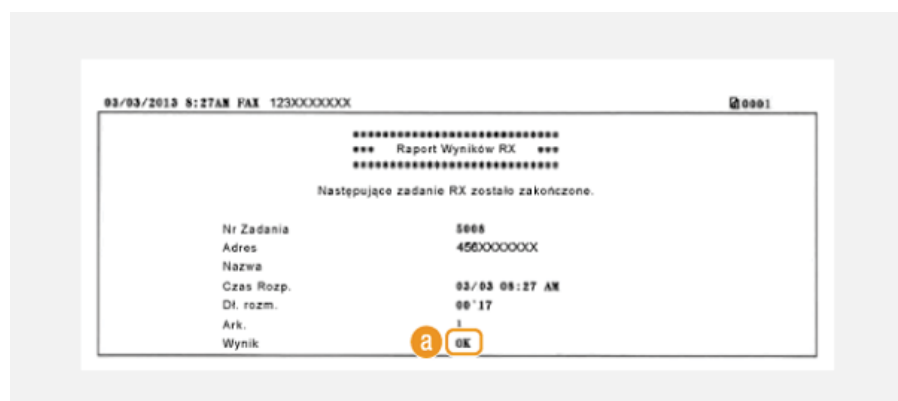 03/03/2013 8:27AM FAX 123XXXXXXX 0001
******************************
*** Raport Wyników RX ***
******************************
Następujące zadanie RX zostało zakończone.
Nr Zadania 5008
Adres 456XXXXXXX
Nazwa
Czas Rozp. 03/03 08:27 AM
Dł. rozm. 00'17
Ark. 1
Wynik a OK